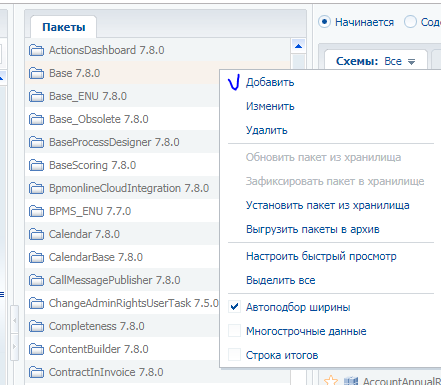 Пакеты
ActionsDashboard 7.8.0
Base 7.8.0
Base_ENU 7.8.0
Base_Obsolete 7.8.0
BaseProcessDesigner 7.8.0
BaseScoring 7.8.0
BpmonlineCloudIntegration 7.8.0
BPMS_ENU 7.7.0
Calendar 7.8.0
CalendarBase 7.8.0
CallMessagePublisher 7.8.0
ChangeAdminRightsUserTask 7.5.0
Completeness 7.8.0
ContentBuilder 7.8.0
ContractInInvoice 7.8.0
Начинается
Схемы: Все
Добавить
Изменить
Удалить
Обновить пакет из хранилища
Зафиксировать пакет в хранилище
Установить пакет из хранилища
Выгрузить пакеты в архив
Настроить быстрый просмотр
Выделить все
Автоподбор ширины
Многострочные данные
Строка итогов